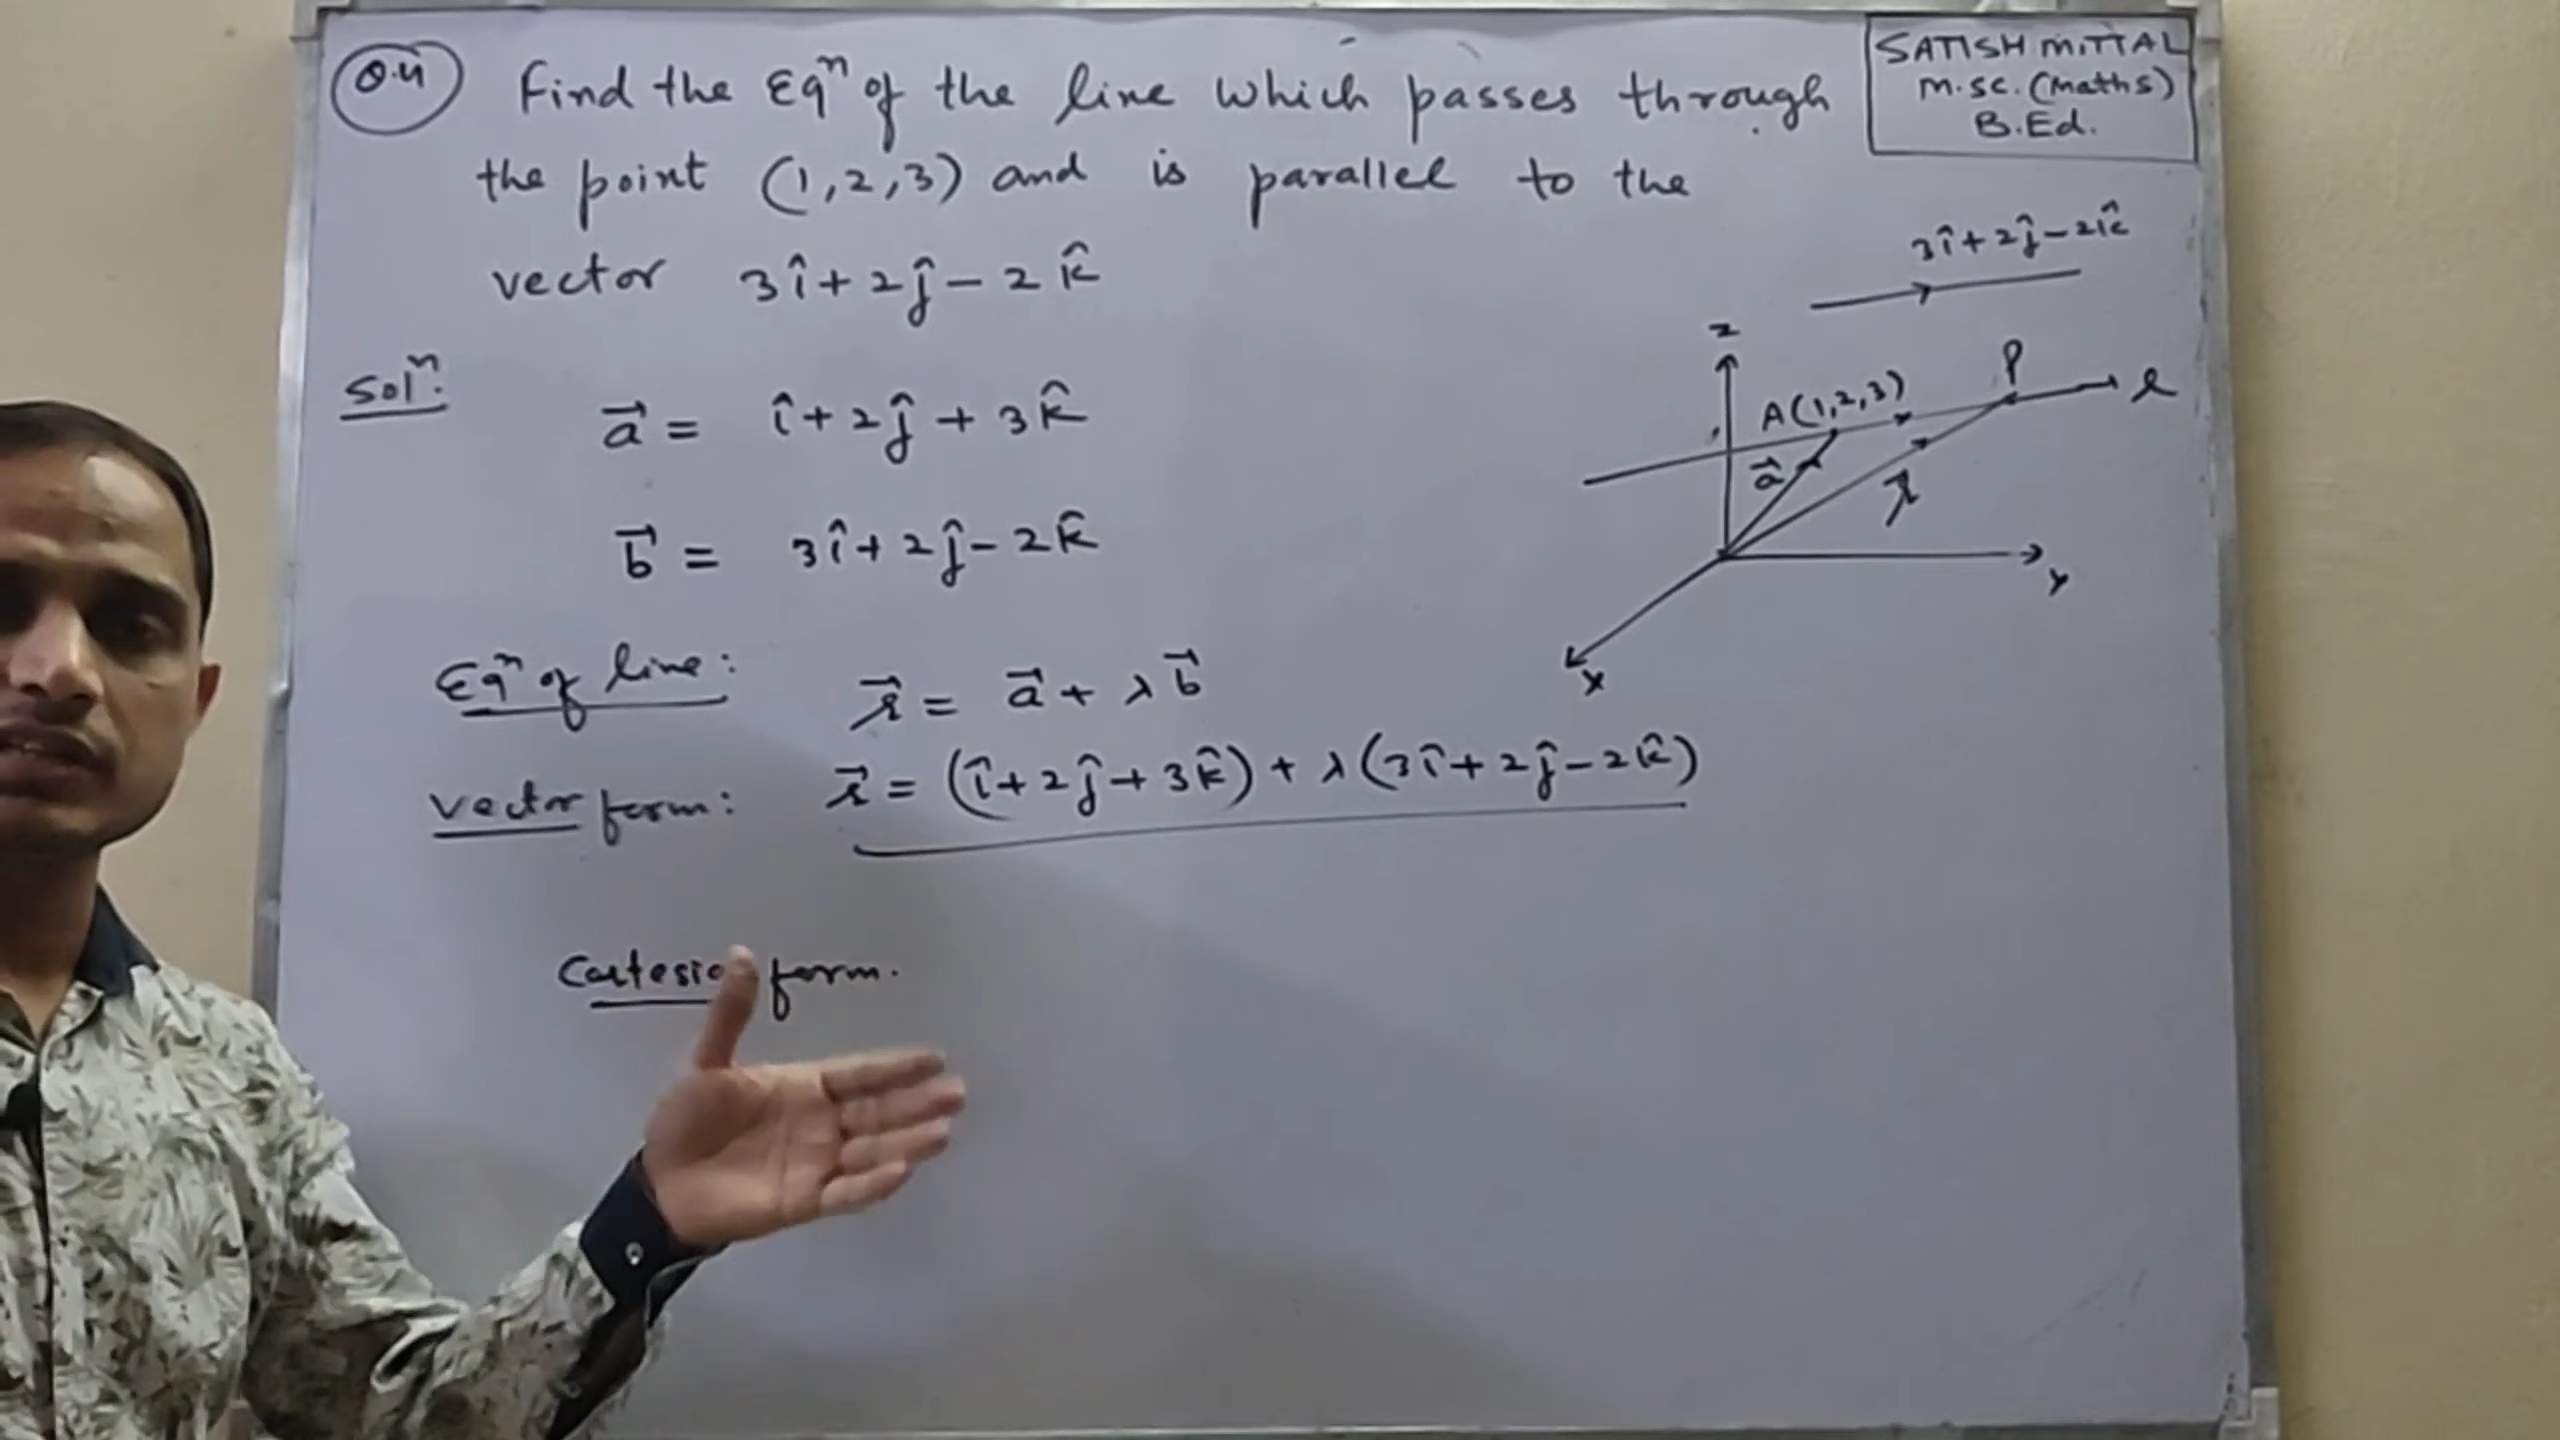 Q.4 Find the Eqⁿ of the line which passes through
the point (1,2,3) and is parallel to the
vector 3î+2ĵ−2k̂
SATISH MITTAL
M.Sc. (Maths)
B.Ed.
3î+2ĵ−2k̂
z
A(1,2,3)
P
l
a⃗
r⃗
y
x
Solⁿ.
a⃗ = î+2ĵ+3k̂
b⃗ = 3î+2ĵ−2k̂
Eqⁿ of line: r⃗ = a⃗+λb⃗
Vector form: r⃗ = (î+2ĵ+3k̂)+λ(3î+2ĵ−2k̂)
form.